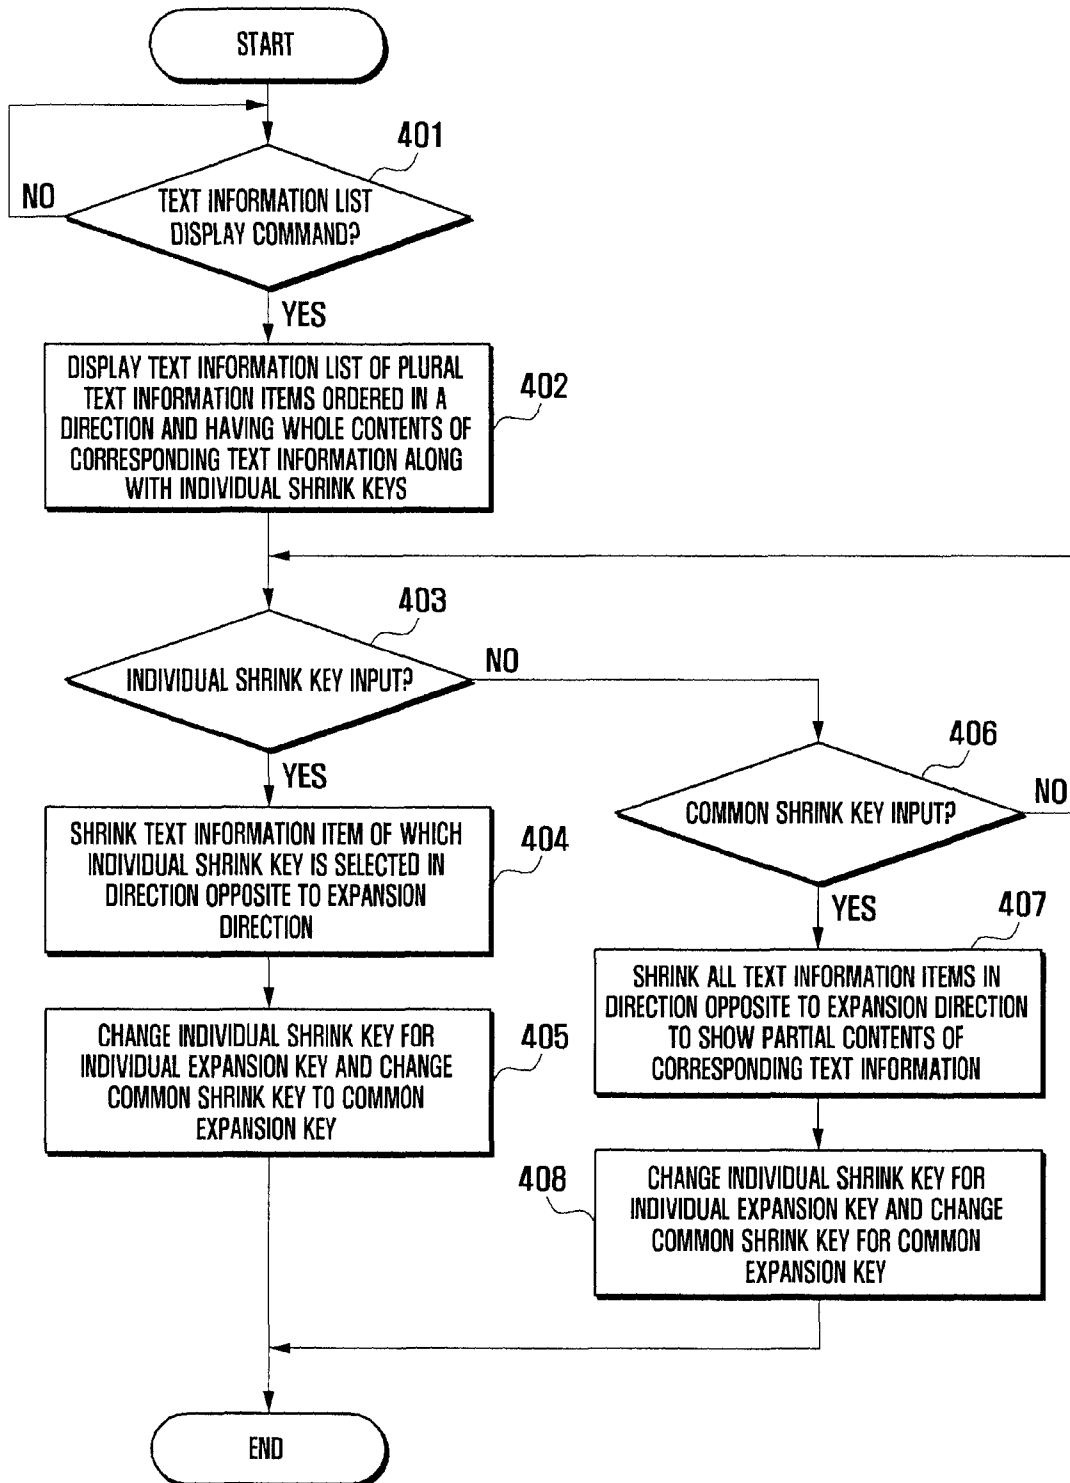 START
401
NO
TEXT INFORMATION LIST
DISPLAY COMMAND?
YES
DISPLAY TEXT INFORMATION LIST OF PLURAL
TEXT INFORMATION ITEMS ORDERED IN A
DIRECTION AND HAVING WHOLE CONTENTS OF
CORRESPONDING TEXT INFORMATION ALONG
WITH INDIVIDUAL SHRINK KEYS
402
403
INDIVIDUAL SHRINK KEY INPUT?
NO
YES
406
COMMON SHRINK KEY INPUT?
NO
YES
SHRINK TEXT INFORMATION ITEM OF WHICH
INDIVIDUAL SHRINK KEY IS SELECTED IN
DIRECTION OPPOSITE TO EXPANSION
DIRECTION
404
407
SHRINK ALL TEXT INFORMATION ITEMS IN
DIRECTION OPPOSITE TO EXPANSION DIRECTION
TO SHOW PARTIAL CONTENTS OF
CORRESPONDING TEXT INFORMATION
CHANGE INDIVIDUAL SHRINK KEY FOR
INDIVIDUAL EXPANSION KEY AND CHANGE
COMMON SHRINK KEY TO COMMON
EXPANSION KEY
405
408
CHANGE INDIVIDUAL SHRINK KEY FOR
INDIVIDUAL EXPANSION KEY AND CHANGE
COMMON SHRINK KEY FOR COMMON
EXPANSION KEY
END